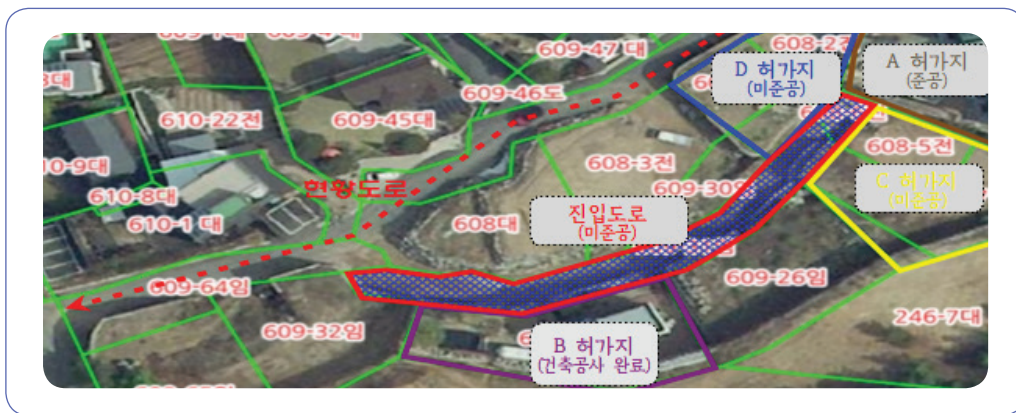 609-47 대
608-2전
D 허가지
(미준공)
A 허가지
(준공)
609-46도
610-22전
609-45대
608-5전
608-3전
C 허가지
(미준공)
609-30임
610-8대
현황도로
610-1 대
608대
진입도로
(미준공)
609-26임
609-64임
609-32임
246-7대
B 허가지
(건축공사 완료)